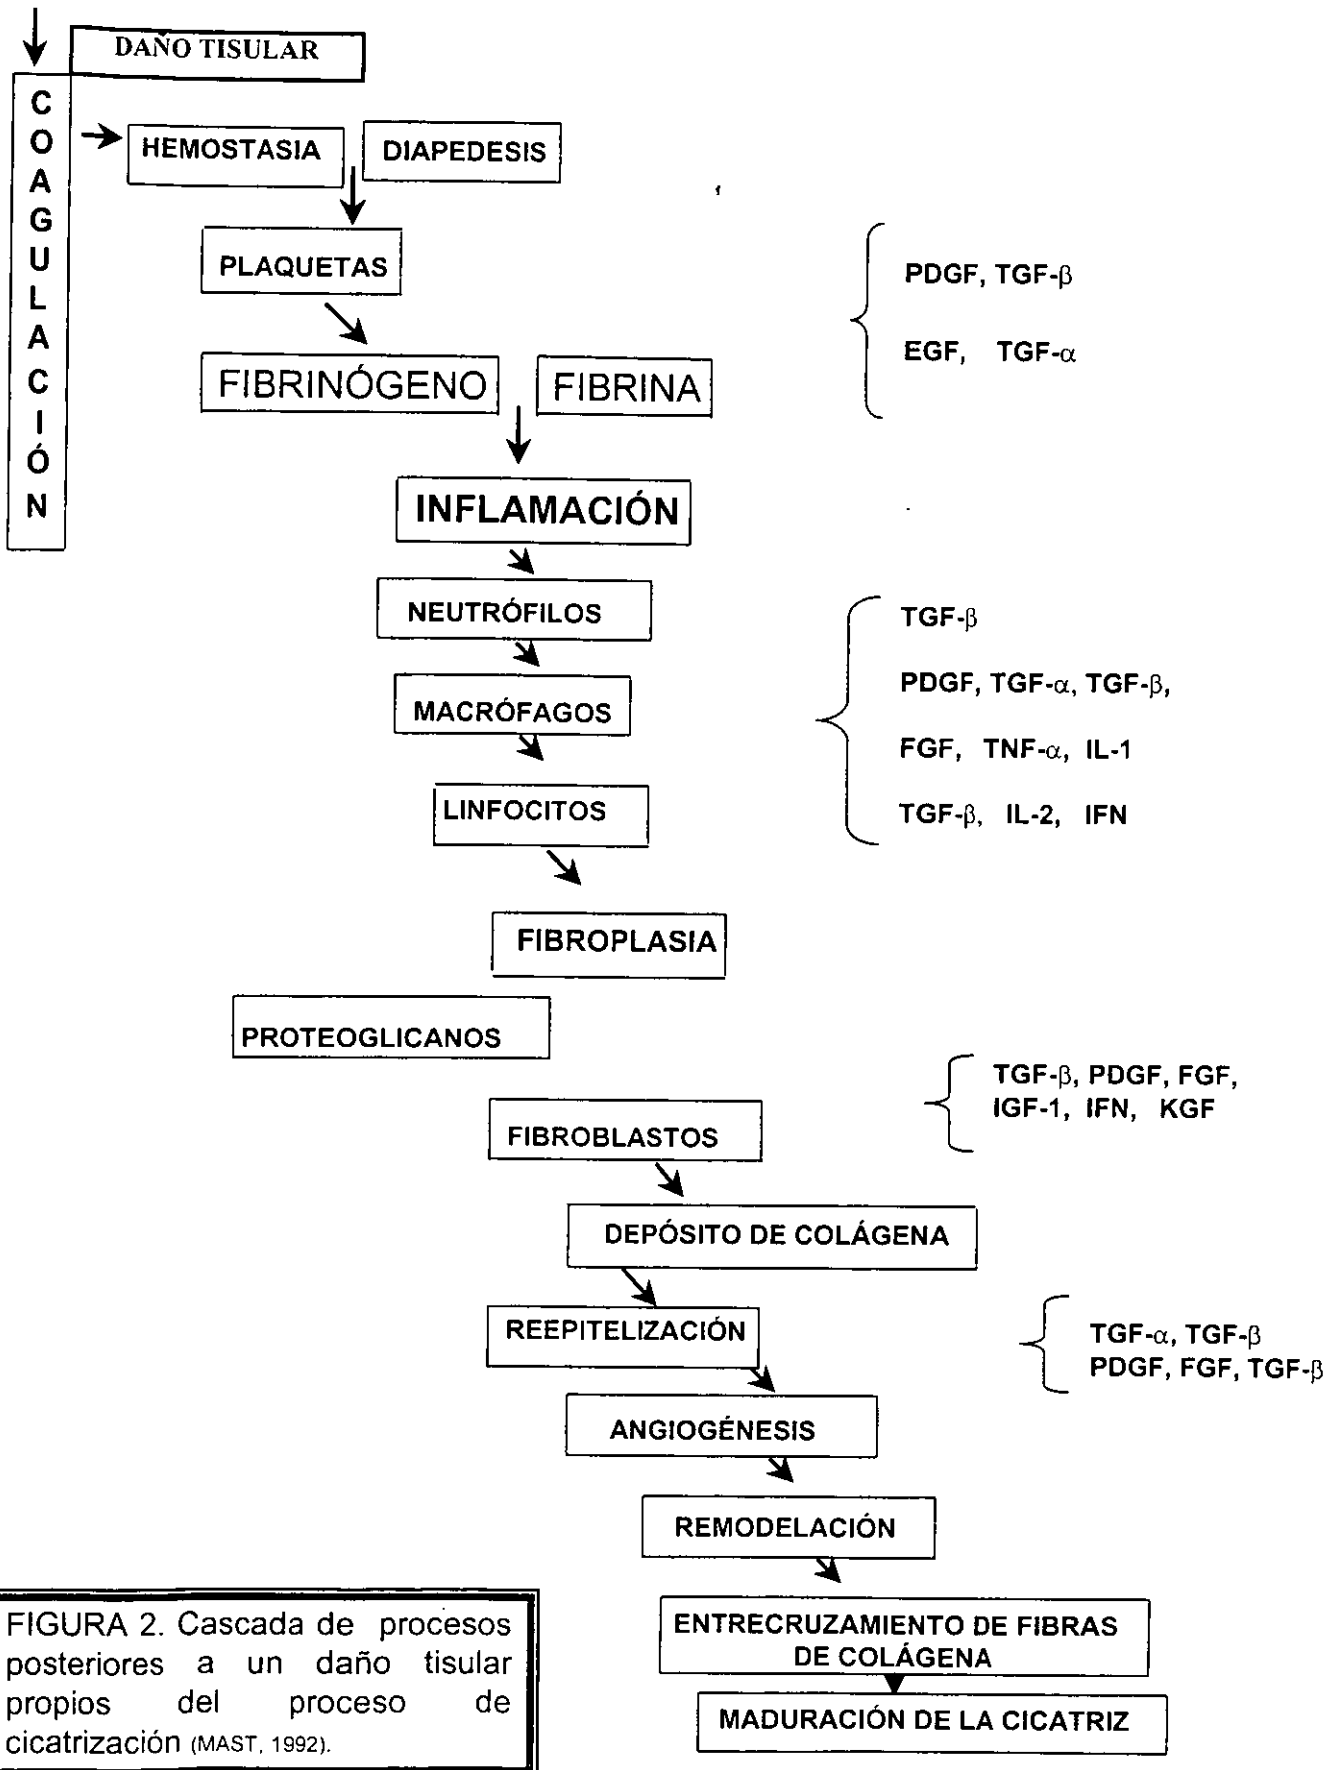 DAÑO TISULAR
COAGULACIÓN
HEMOSTASIA
DIAPEDESIS
PLAQUETAS
PDGF, TGF-β
EGF, TGF-α
FIBRINÓGENO
FIBRINA
INFLAMACIÓN
NEUTRÓFILOS
TGF-β
MACRÓFAGOS
PDGF, TGF-α, TGF-β,
FGF, TNF-α, IL-1
LINFOCITOS
TGF-β, IL-2, IFN
FIBROPLASIA
PROTEOGLICANOS
TGF-β, PDGF, FGF,
IGF-1, IFN, KGF
FIBROBLASTOS
DEPÓSITO DE COLÁGENA
REEPITELIZACIÓN
TGF-α, TGF-β
PDGF, FGF, TGF-β
ANGIOGÉNESIS
REMODELACIÓN
ENTRECRUZAMIENTO DE FIBRAS
DE COLÁGENA
MADURACIÓN DE LA CICATRIZ
FIGURA 2. Cascada de procesos
posteriores a un daño tisular
propios del proceso de
cicatrización (MAST, 1992).